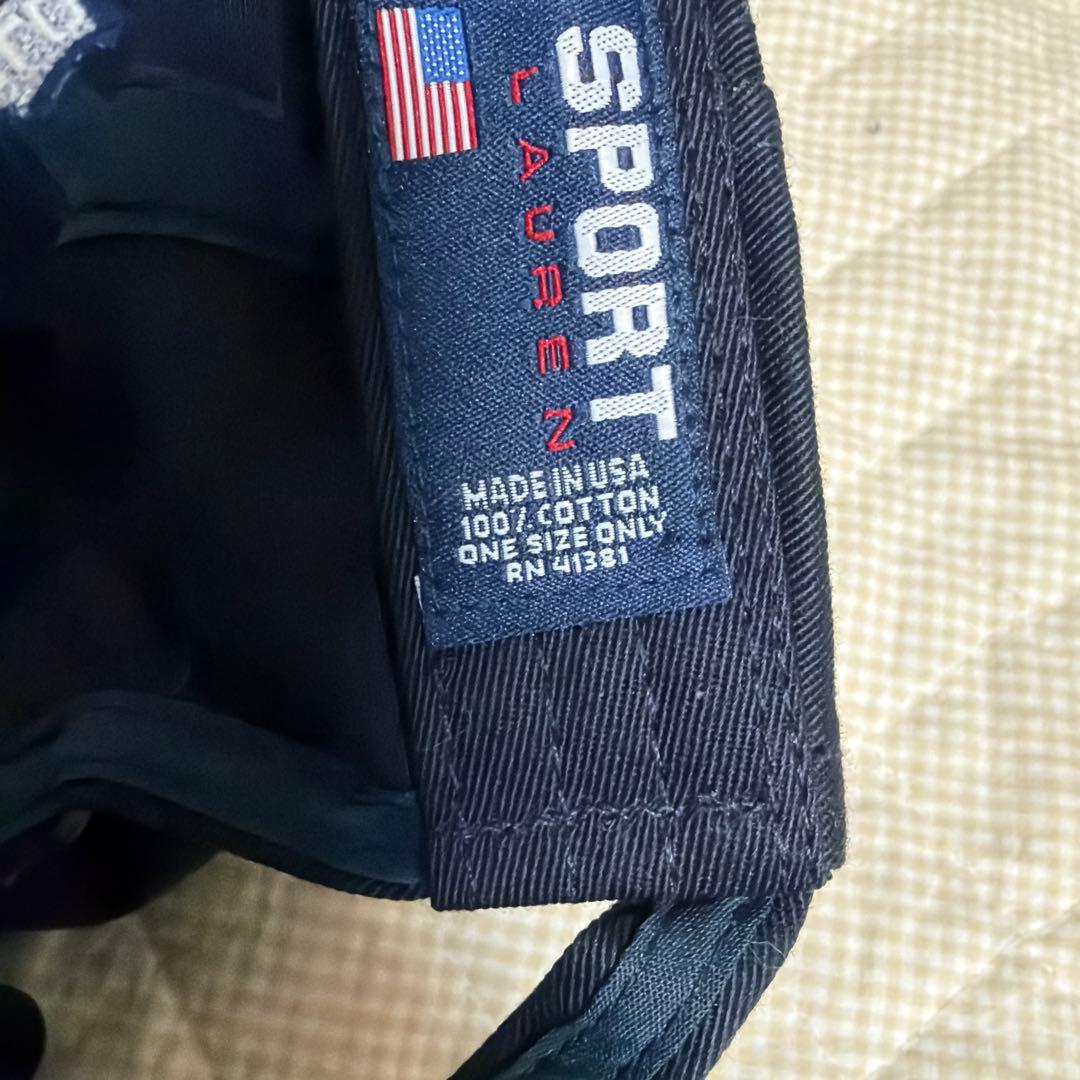 SPORT
LAUREN
MADE IN USA
100% COTTON
ONE SIZE ONLY
RN 41381